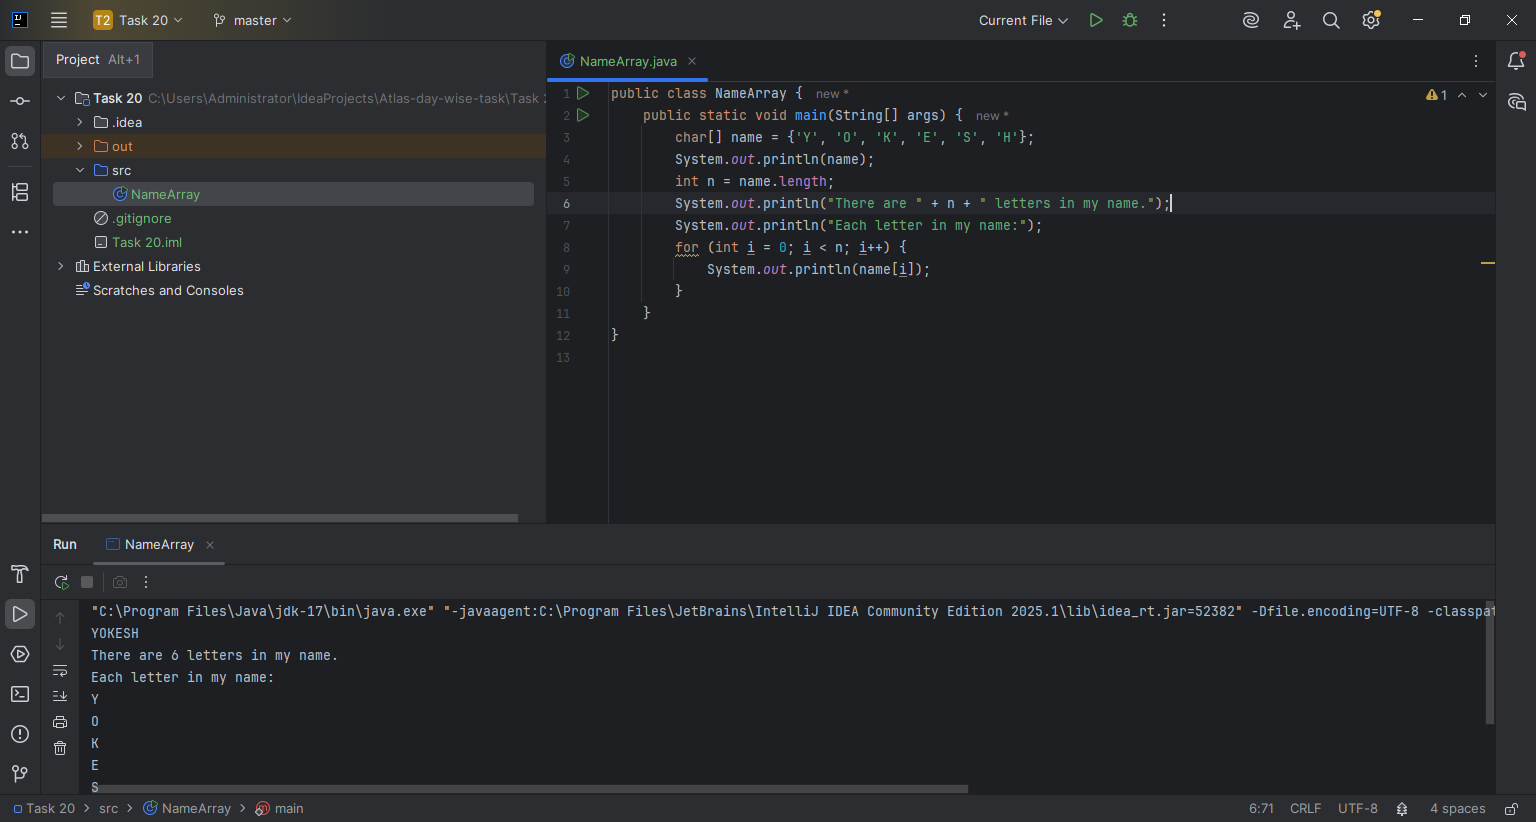 T2 Task 20 master Current File
Project Alt+1
NameArray.java
Task 20 C:\Users\Administrator\IdeaProjects\Atlas-day-wise-task\Task 2
.idea
out
src
NameArray
.gitignore
Task 20.iml
External Libraries
Scratches and Consoles
1 public class NameArray { new *
2 public static void main(String[] args) { new *
3 char[] name = {'Y', 'O', 'K', 'E', 'S', 'H'};
4 System.out.println(name);
5 int n = name.length;
6 System.out.println("There are " + n + " letters in my name.");
7 System.out.println("Each letter in my name:");
8 for (int i = 0; i < n; i++) {
9 System.out.println(name[i]);
10 }
11 }
12 }
13
1
Run NameArray
"C:\Program Files\Java\jdk-17\bin\java.exe" "-javaagent:C:\Program Files\JetBrains\IntelliJ IDEA Community Edition 2025.1\lib\idea_rt.jar=52382" -Dfile.encoding=UTF-8 -classpat
YOKESH
There are 6 letters in my name.
Each letter in my name:
Y
O
K
E
S
Task 20 > src > NameArray > main 6:71 CRLF UTF-8 4 spaces